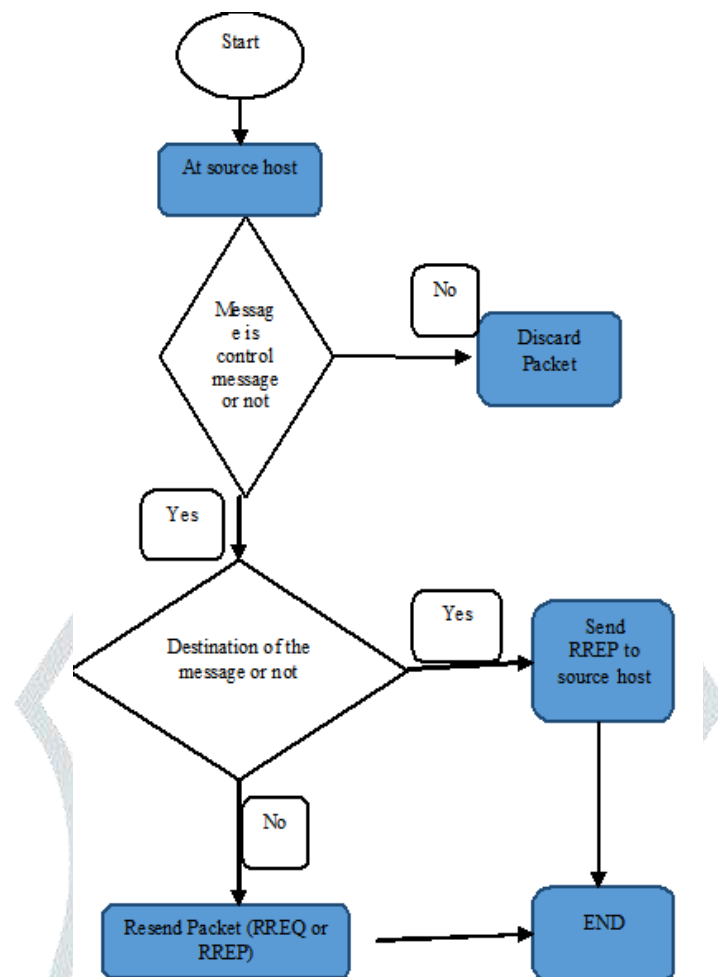 Start
At source host
Messag
e is
control
message
or not
No
Discard
Packet
Yes
Destination of the
message or not
Yes
Send
RREP to
source host
No
Resend Packet (RREQ or
RREP)
END